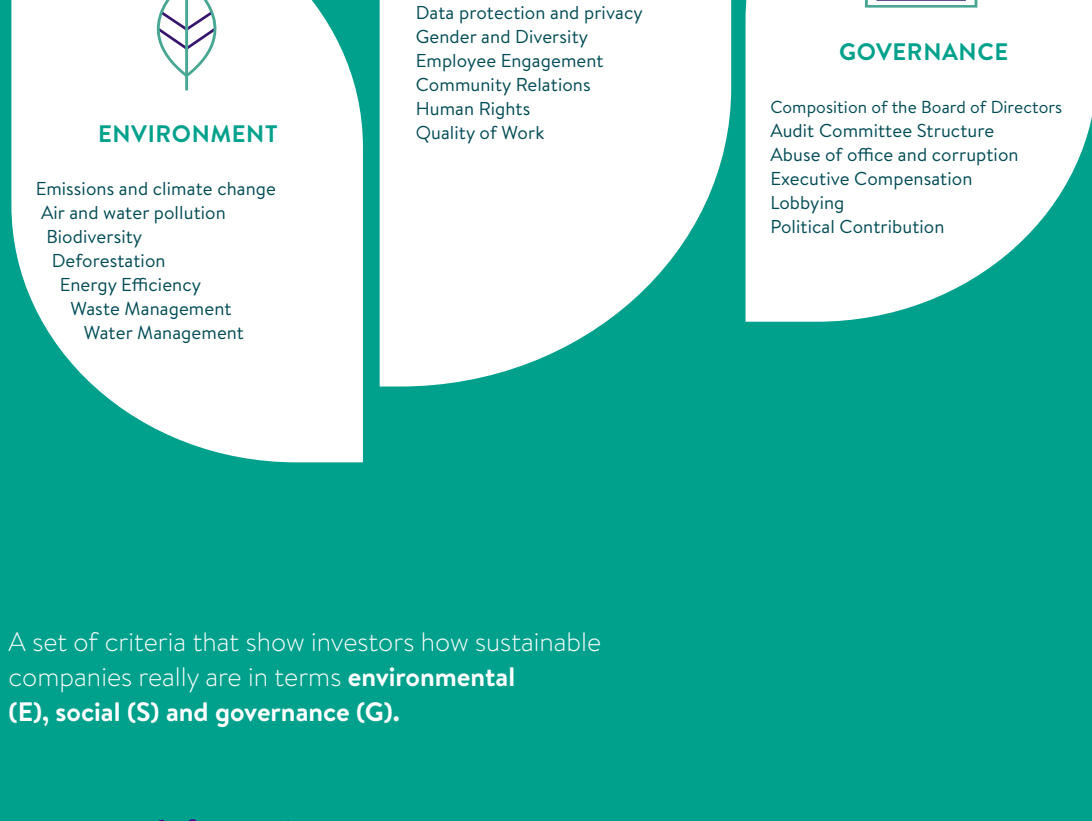 ENVIRONMENT
Emissions and climate change
Air and water pollution
Biodiversity
Deforestation
Energy Efficiency
Waste Management
Water Management
Data protection and privacy
Gender and Diversity
Employee Engagement
Community Relations
Human Rights
Quality of Work
GOVERNANCE
Composition of the Board of Directors
Audit Committee Structure
Abuse of office and corruption
Executive Compensation
Lobbying
Political Contribution
A set of criteria that show investors how sustainable
companies really are in terms environmental
(E), social (S) and governance (G).